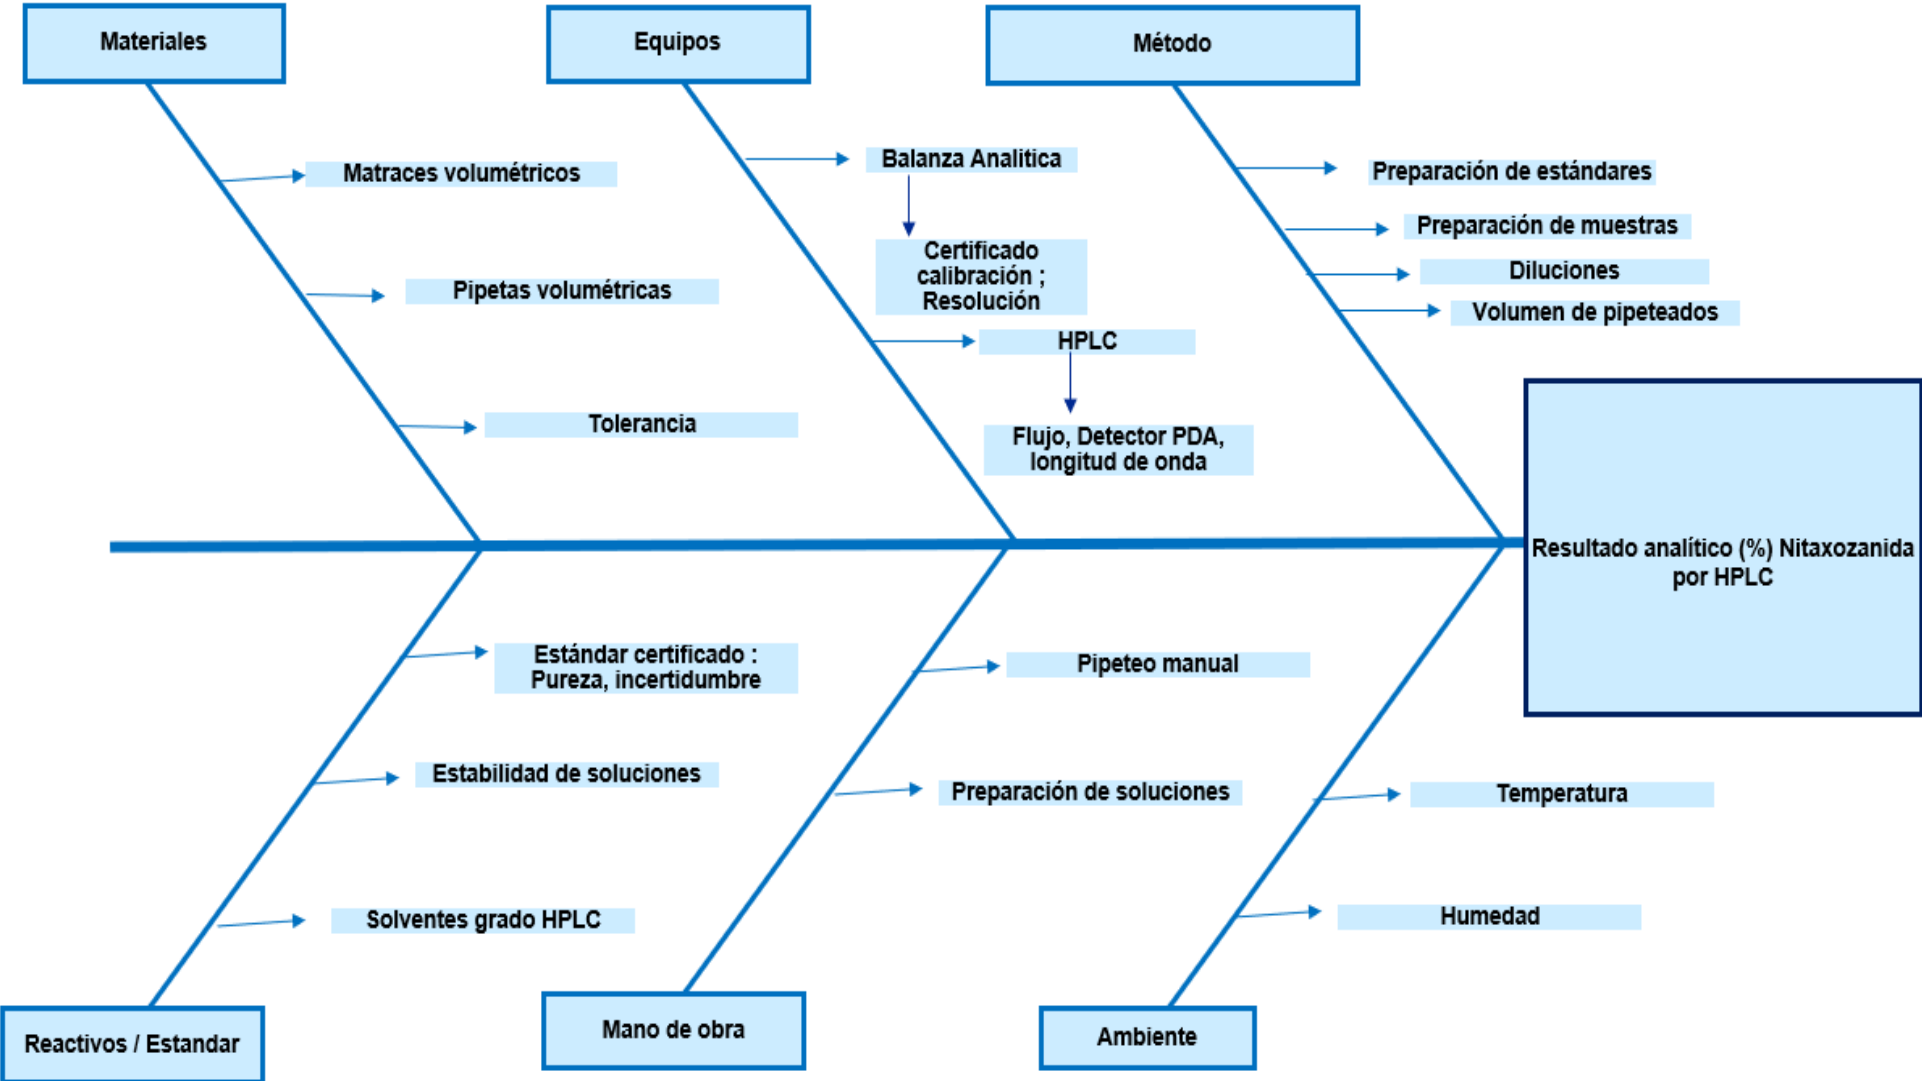 Materiales
Equipos
Método
Matraces volumétricos
Pipetas volumétricas
Tolerancia
Balanza Analitica
Certificado
calibración ;
Resolución
HPLC
Flujo, Detector PDA,
longitud de onda
Preparación de estándares
Preparación de muestras
Diluciones
Volumen de pipeteados
Resultado analítico (%) Nitaxozanida
por HPLC
Estándar certificado :
Pureza, incertidumbre
Estabilidad de soluciones
Solventes grado HPLC
Pipeteo manual
Preparación de soluciones
Temperatura
Humedad
Reactivos / Estandar
Mano de obra
Ambiente